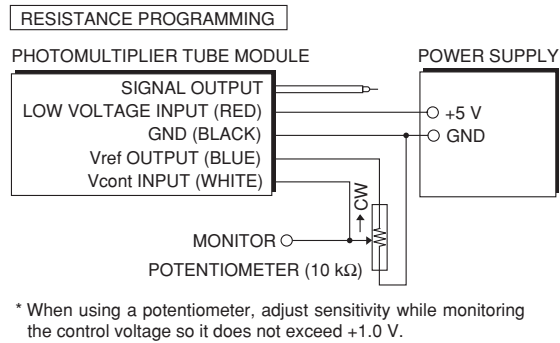 RESISTANCE PROGRAMMING
PHOTOMULTIPLIER TUBE MODULE
POWER SUPPLY
SIGNAL OUTPUT
LOW VOLTAGE INPUT (RED)
+5 V
GND (BLACK)
GND
Vref OUTPUT (BLUE)
Vcont INPUT (WHITE)
CW
MONITOR
POTENTIOMETER (10 kΩ)
* When using a potentiometer, adjust sensitivity while monitoring
the control voltage so it does not exceed +1.0 V.